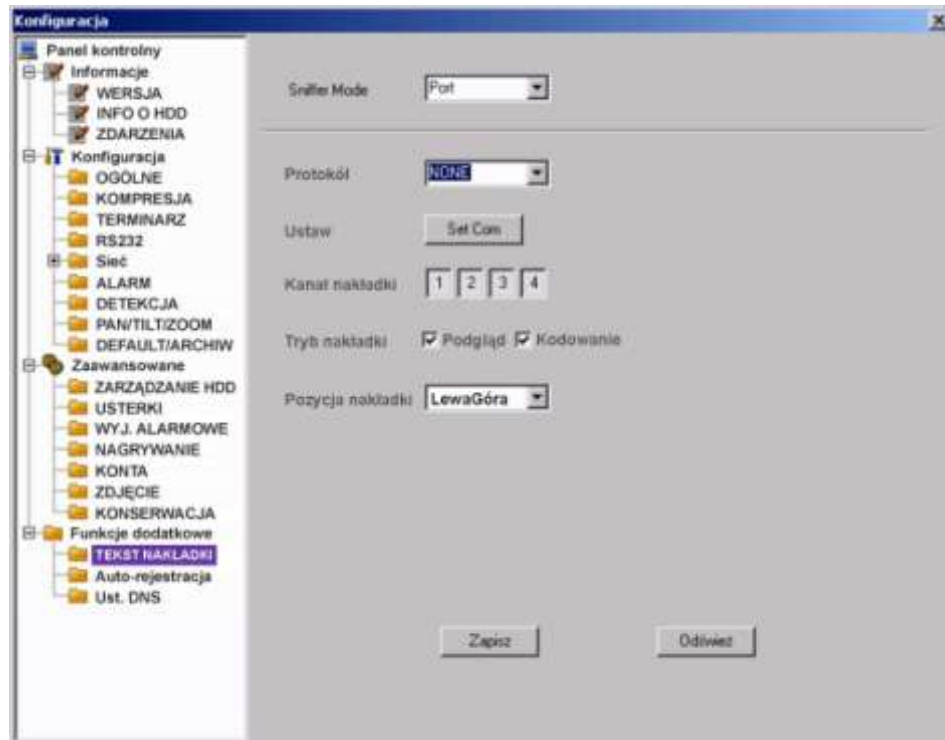 Konfiguracja
Panel kontrolny
Informacje
WERSJA
INFO O HDD
ZDARZENIA
Konfiguracja
OGÓLNE
KOMPRESJA
TERMINARZ
RS232
Sieć
ALARM
DETEKCJA
PAN/TILT/ZOOM
DEFAULT/ARCHIW
Zaawansowane
ZARZĄDZANIE HDD
USTERKI
WYJ. ALARMOWE
NAGRYWANIE
KONTA
ZDJĘCIE
KONSERWACJA
Funkcje dodatkowe
TEKST NAKŁADKI
Auto-rejestracja
Ust. DNS
Sniffer Mode Port
Protokół NONE
Ustaw Set Com
Kanał nakładki 1 2 3 4
Tryb nakładki Podgląd Kodowanie
Pozycja nakładki LewaGóra
Zapisz Odśwież